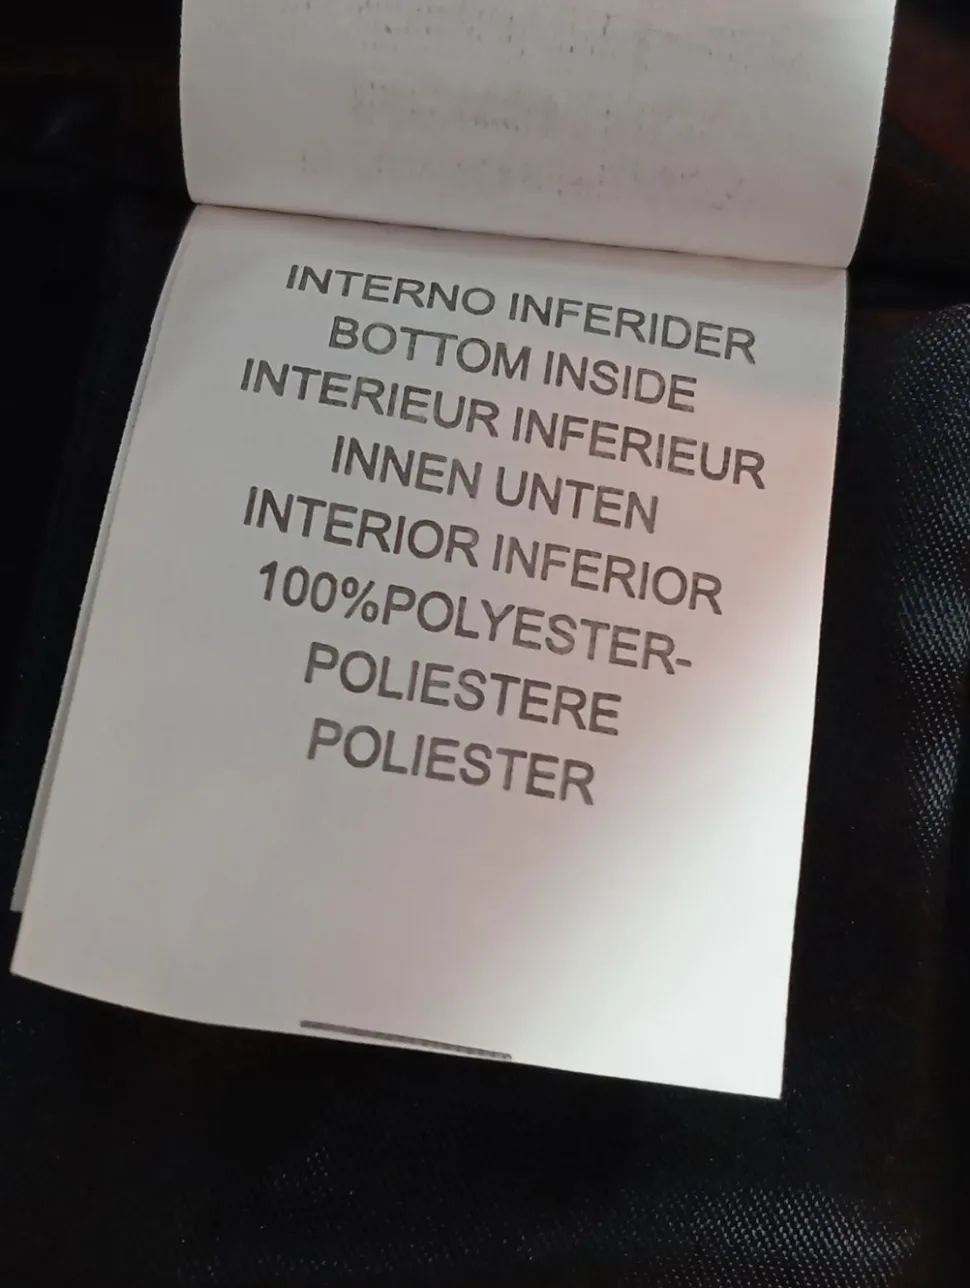 INTERNO INFERIDER
BOTTOM INSIDE
INTERIEUR INFERIEUR
INNEN UNTEN
INTERIOR INFERIOR
100%POLYESTER-
POLIESTERE
POLIESTER